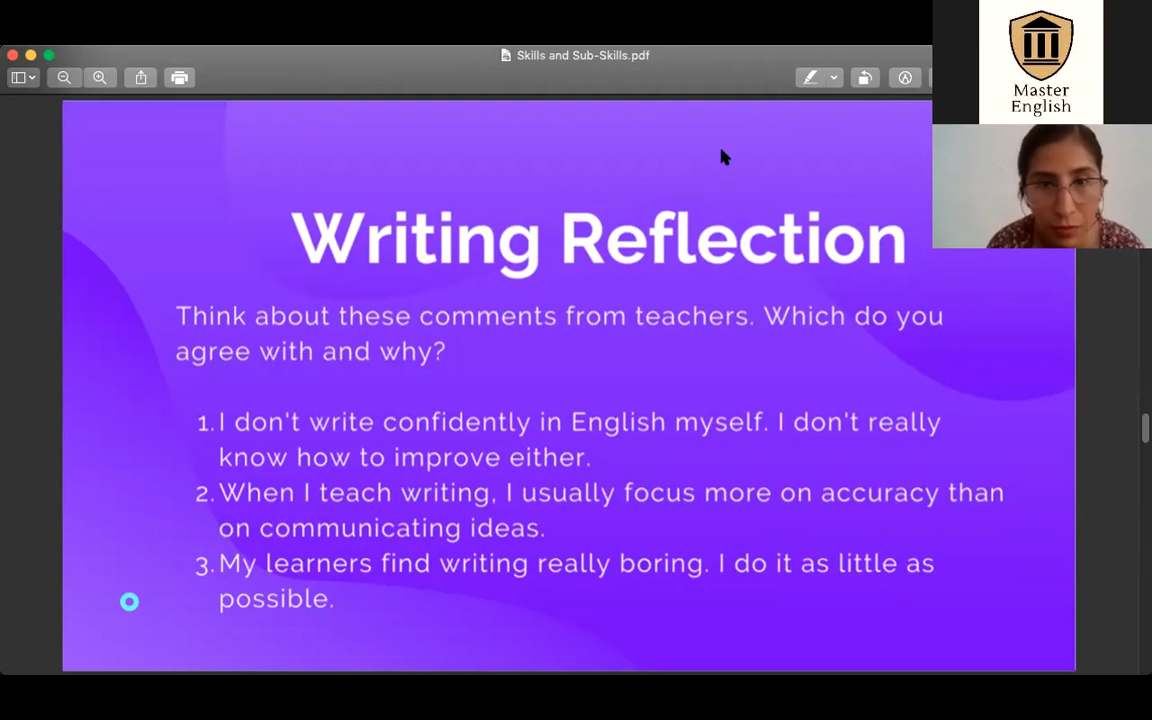 Skills and Sub-Skills.pdf
Master
English
Writing Reflection
Think about these comments from teachers. Which do you
agree with and why?
1. I don't write confidently in English myself. I don't really
know how to improve either.
2. When I teach writing, I usually focus more on accuracy than
on communicating ideas.
3. My learners find writing really boring. I do it as little as
possible.